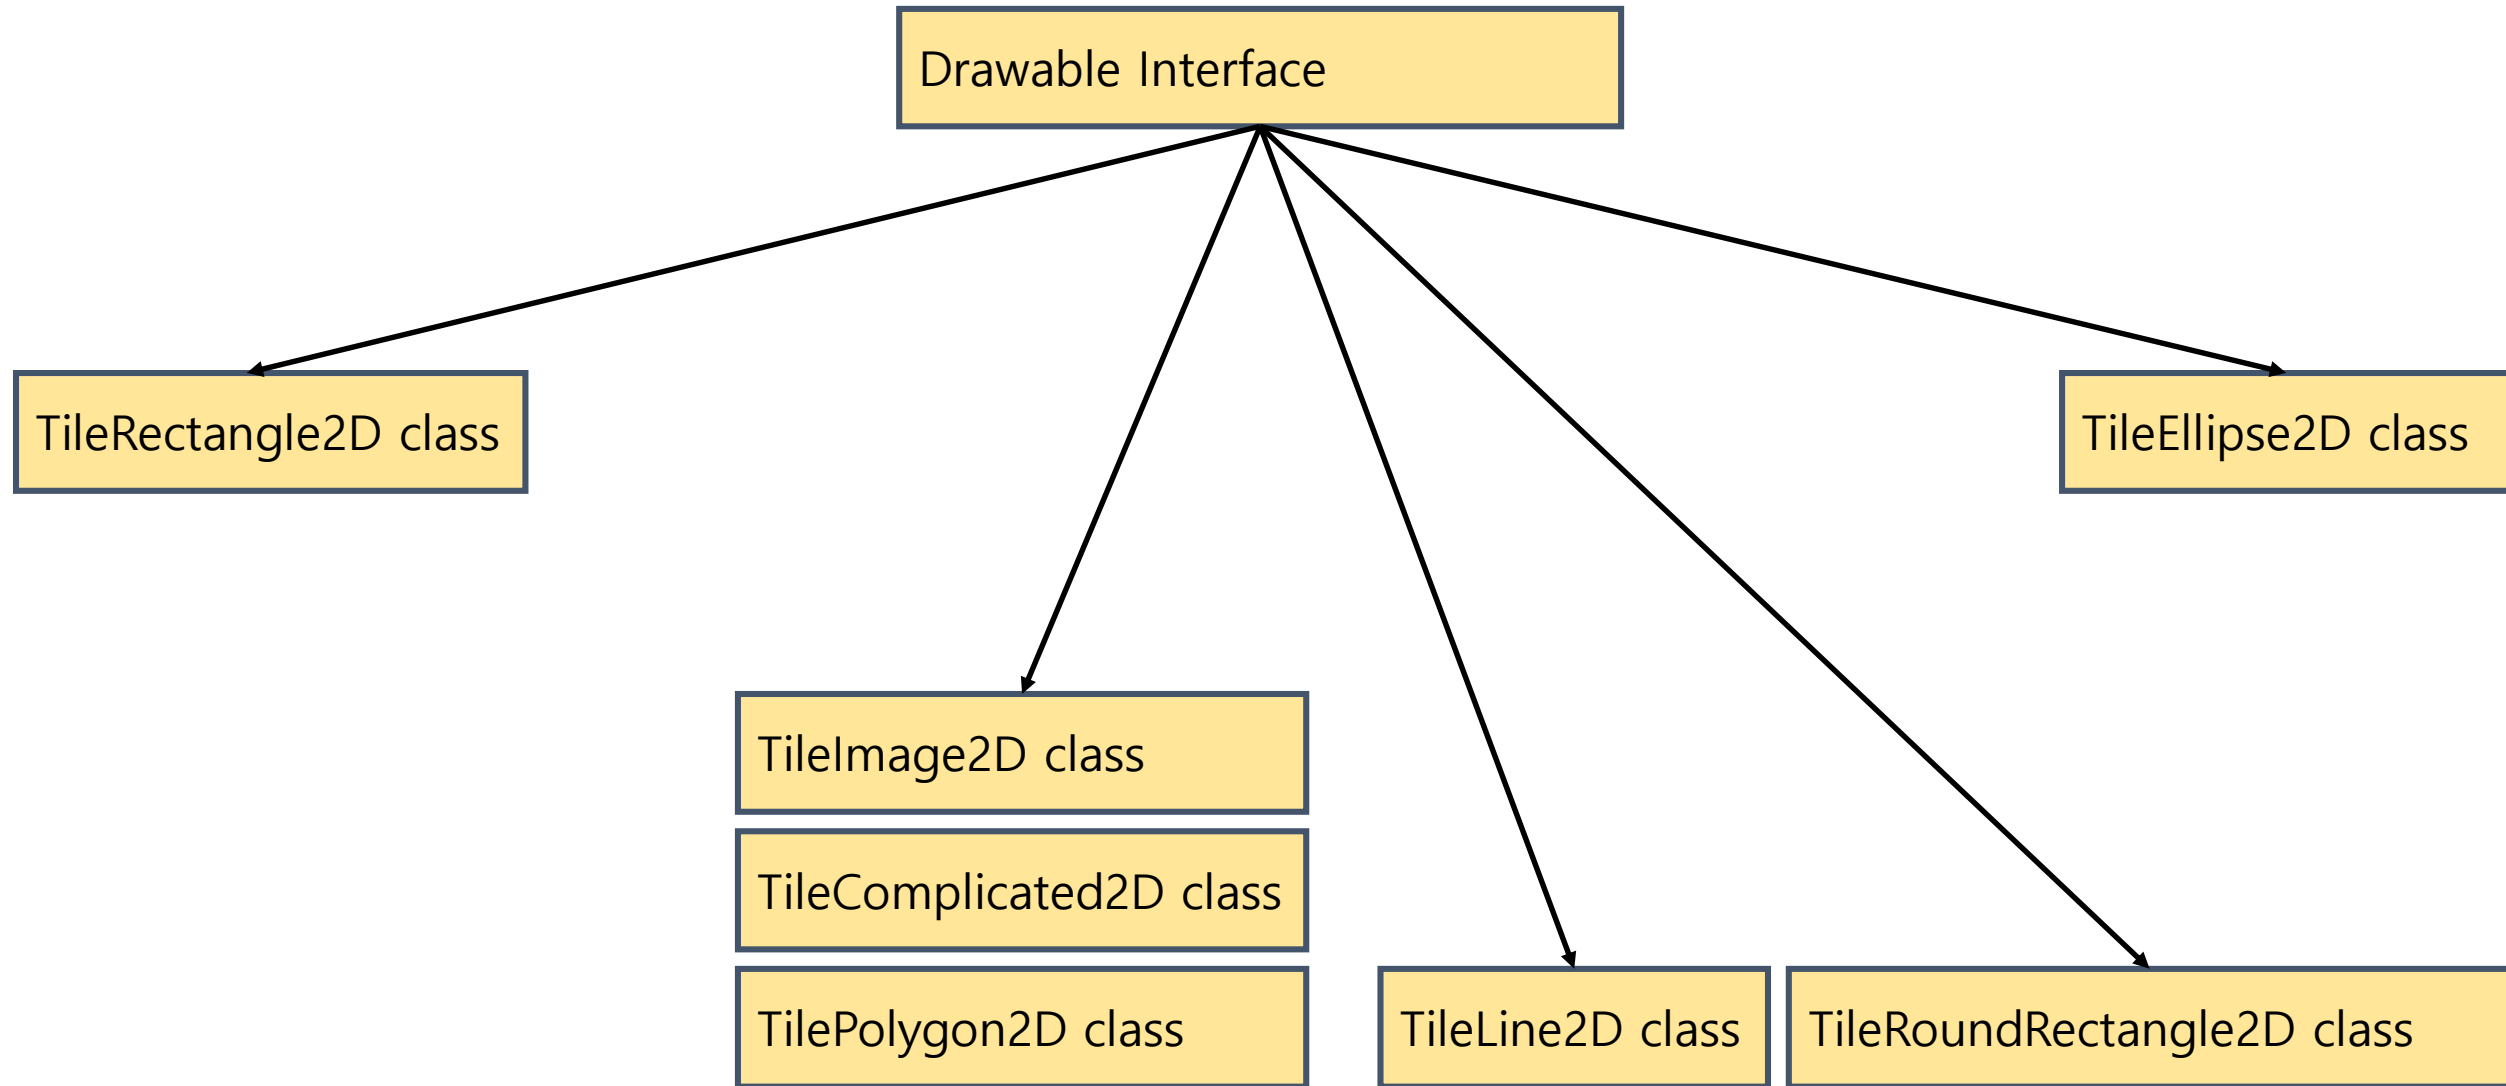 Drawable Interface
TileRectangle2D class
TileEllipse2D class
TileImage2D class
TileComplicated2D class
TilePolygon2D class
TileLine2D class
TileRoundRectangle2D class